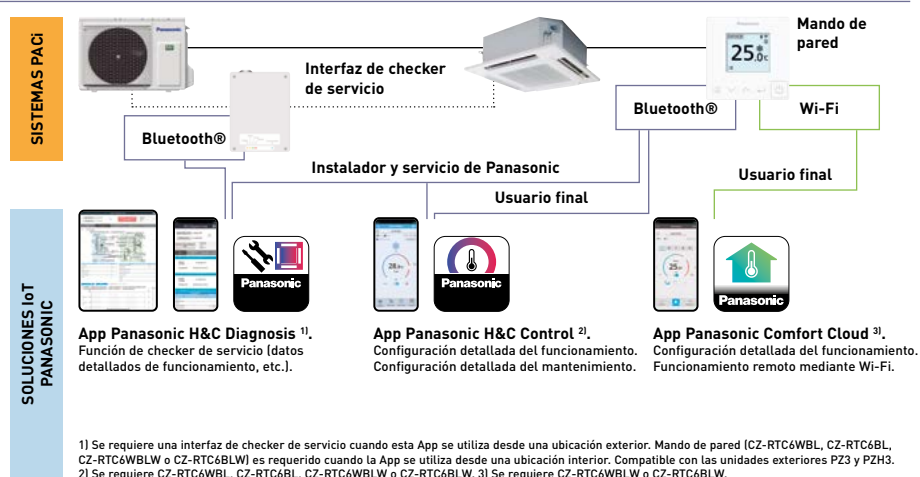 SISTEMAS PACi
Panasonic
Interfaz de checker
de servicio
Panasonic
25.0c
Mando de
pared
Bluetooth®
Bluetooth®
Wi-Fi
Instalador y servicio de Panasonic
Usuario final
Usuario final
SOLUCIONES IoT
PANASONIC
Panasonic
28.0
Panasonic
25
Panasonic
App Panasonic H&C Diagnosis 1).
Función de checker de servicio (datos
detallados de funcionamiento, etc.).
App Panasonic H&C Control 2).
Configuración detallada del funcionamiento.
Configuración detallada del mantenimiento.
App Panasonic Comfort Cloud 3).
Configuración detallada del funcionamiento.
Funcionamiento remoto mediante Wi-Fi.
1) Se requiere una interfaz de checker de servicio cuando esta App se utiliza desde una ubicación exterior. Mando de pared (CZ-RTC6WBL, CZ-RTC6BL,
CZ-RTC6WBLW o CZ-RTC6BLW) es requerido cuando la App se utiliza desde una ubicación interior. Compatible con las unidades exteriores PZ3 y PZH3.
2) Se requiere CZ-RTC6WBL, CZ-RTC6BL, CZ-RTC6WBLW o CZ-RTC6BLW. 3) Se requiere CZ-RTC6WBLW o CZ-RTC6BLW.